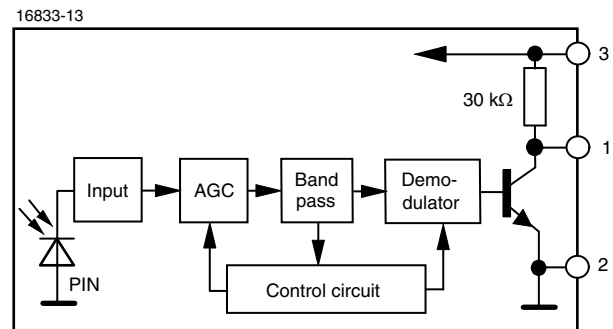 16833-13
3
30 kΩ
1
Input
AGC
Band
pass
Demo-
dulator
PIN
Control circuit
2